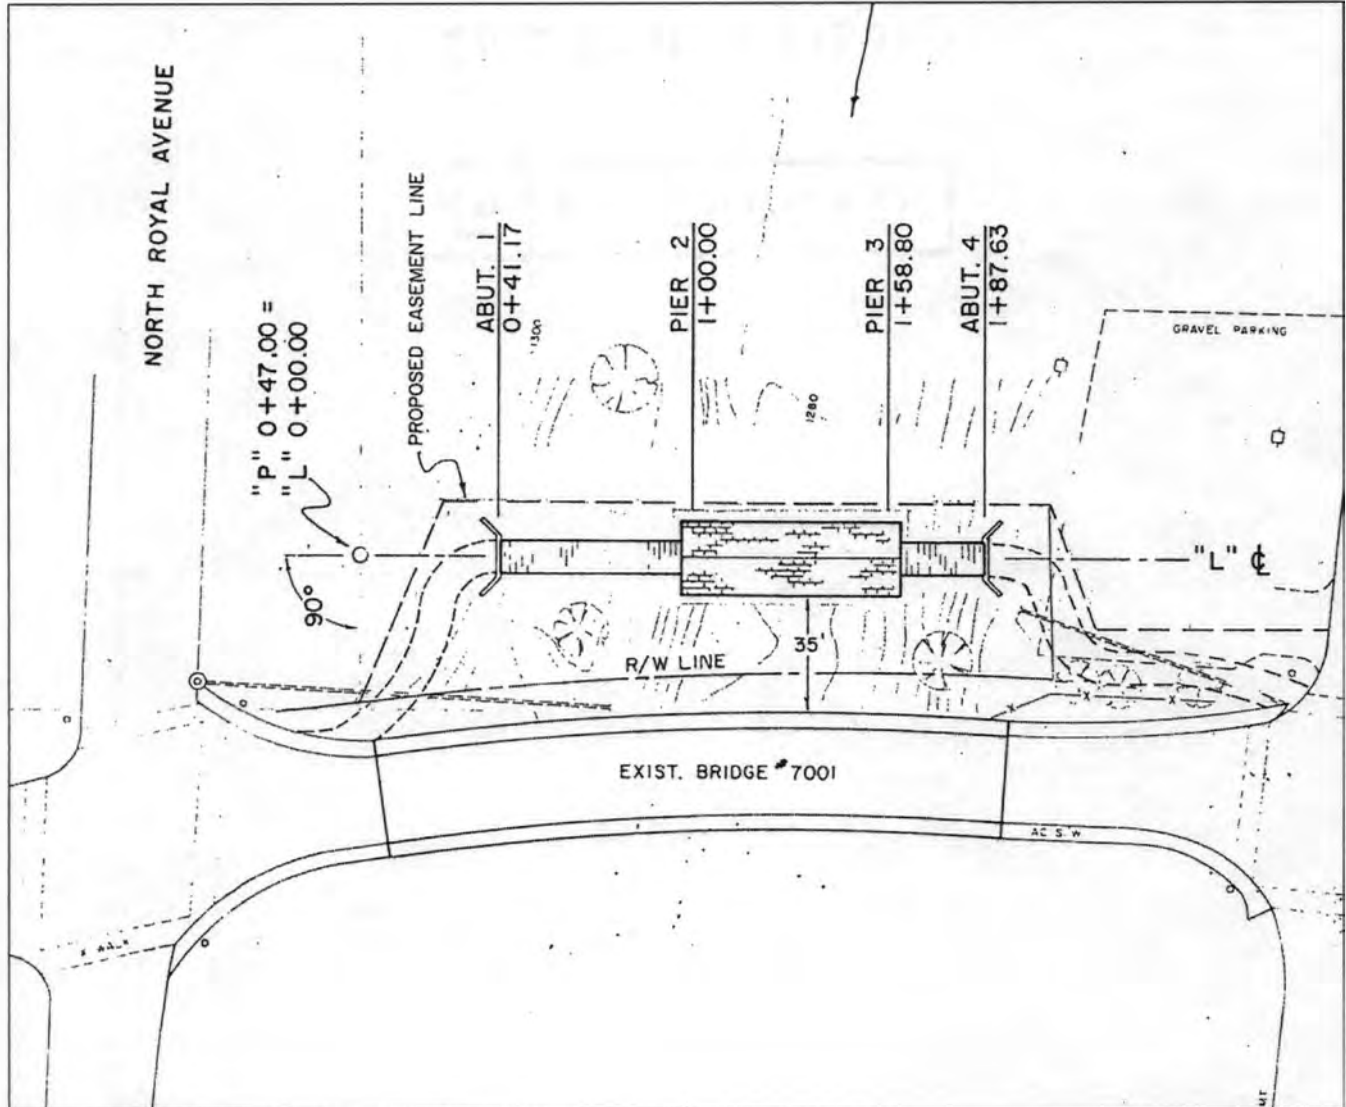 NORTH ROYAL AVENUE
"P" 0+47.00 =
"L" 0+00.00
PROPOSED EASEMENT LINE
ABUT. 1
0+41.17
1300
PIER 2
1+00.00
1280
PIER 3
1+58.80
ABUT. 4
1+87.63
GRAVEL PARKING
"L" ℄
90°
35'
R/W LINE
X
X
X
EXIST. BRIDGE #7001
AC S/W